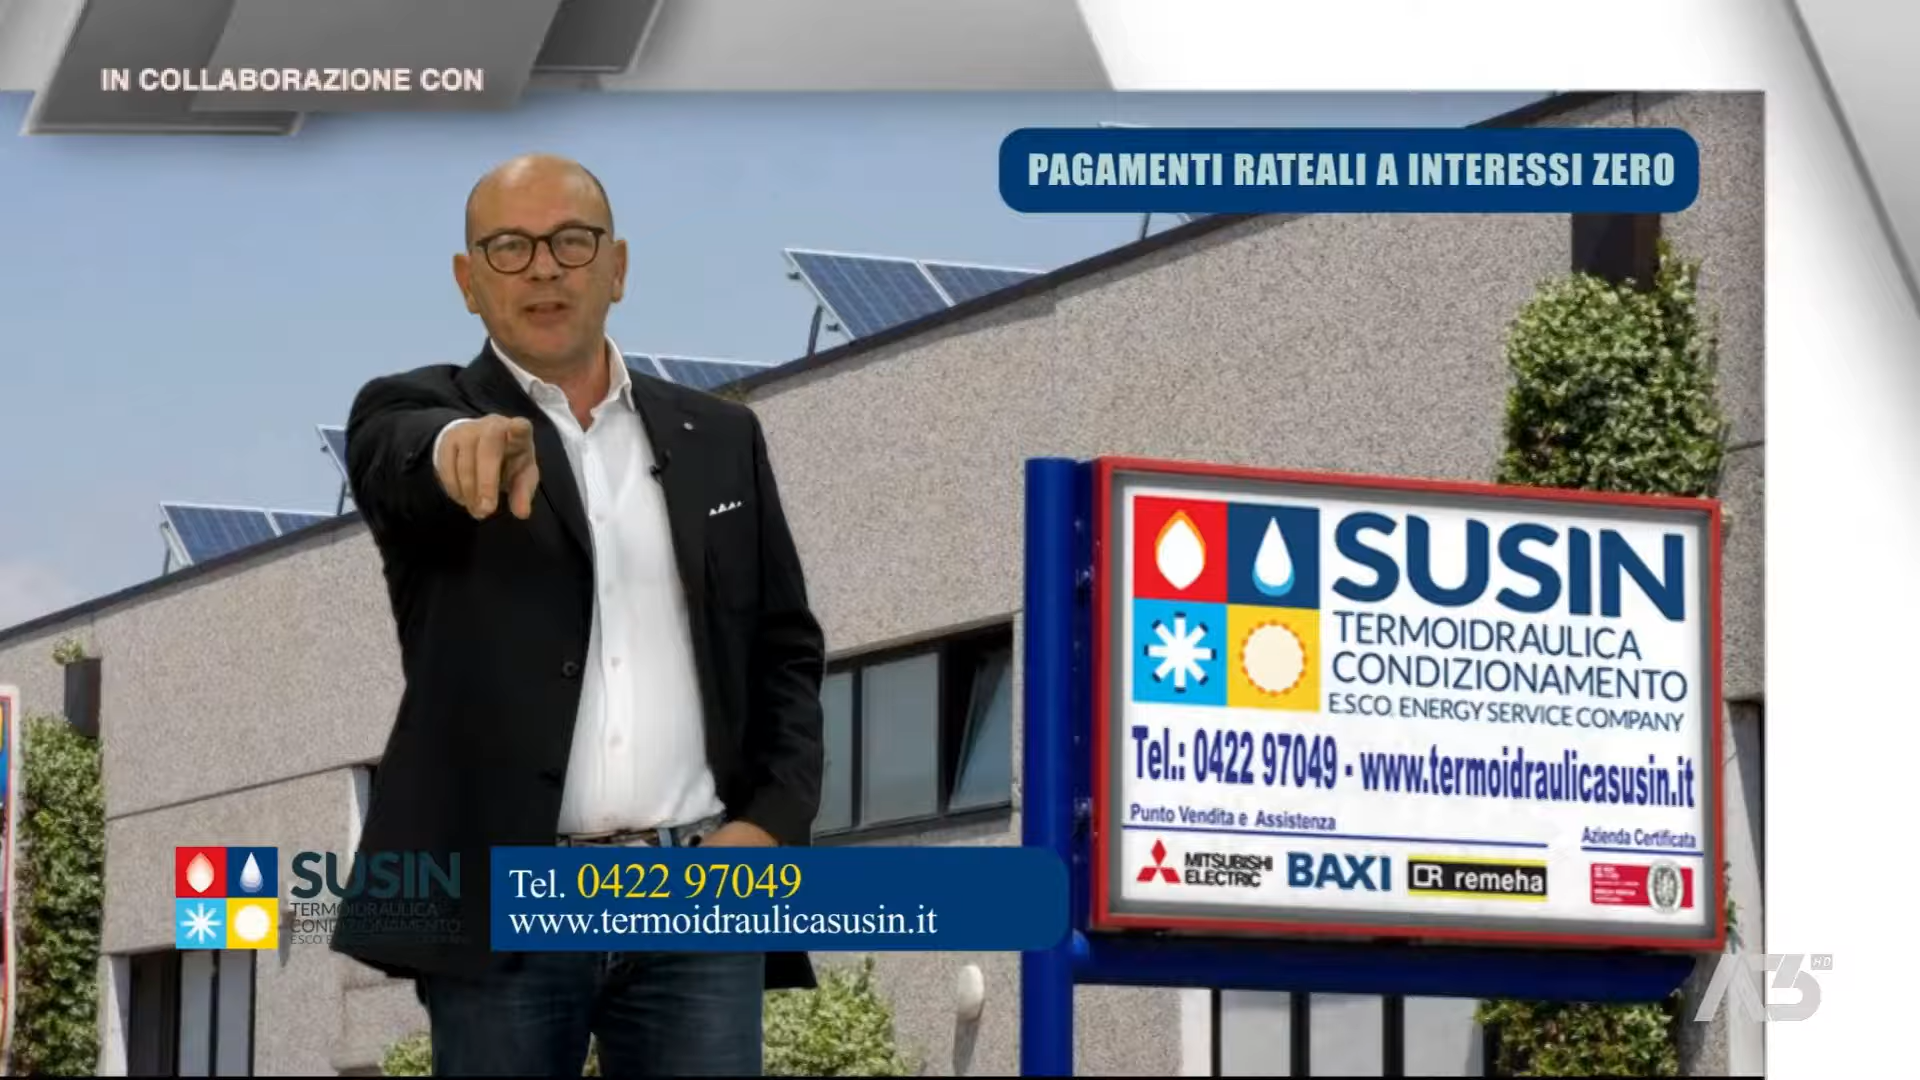 IN COLLABORAZIONE CON
PAGAMENTI RATEALI A INTERESSI ZERO
SUSIN
TERMOIDRAULICA
CONDIZIONAMENTO
E.S.CO. ENERGY SERVICE COMPANY
Tel.: 0422 97049 - www.termoidraulicasusin.it
Punto Vendita e Assistenza
Azienda Certificata
MITSUBISHI
ELECTRIC
BAXI
remeha
SUSIN
TERMOIDRAULICA
CONDIZIONAMENTO
Tel. 0422 97049
www.termoidraulicasusin.it
A3 HD